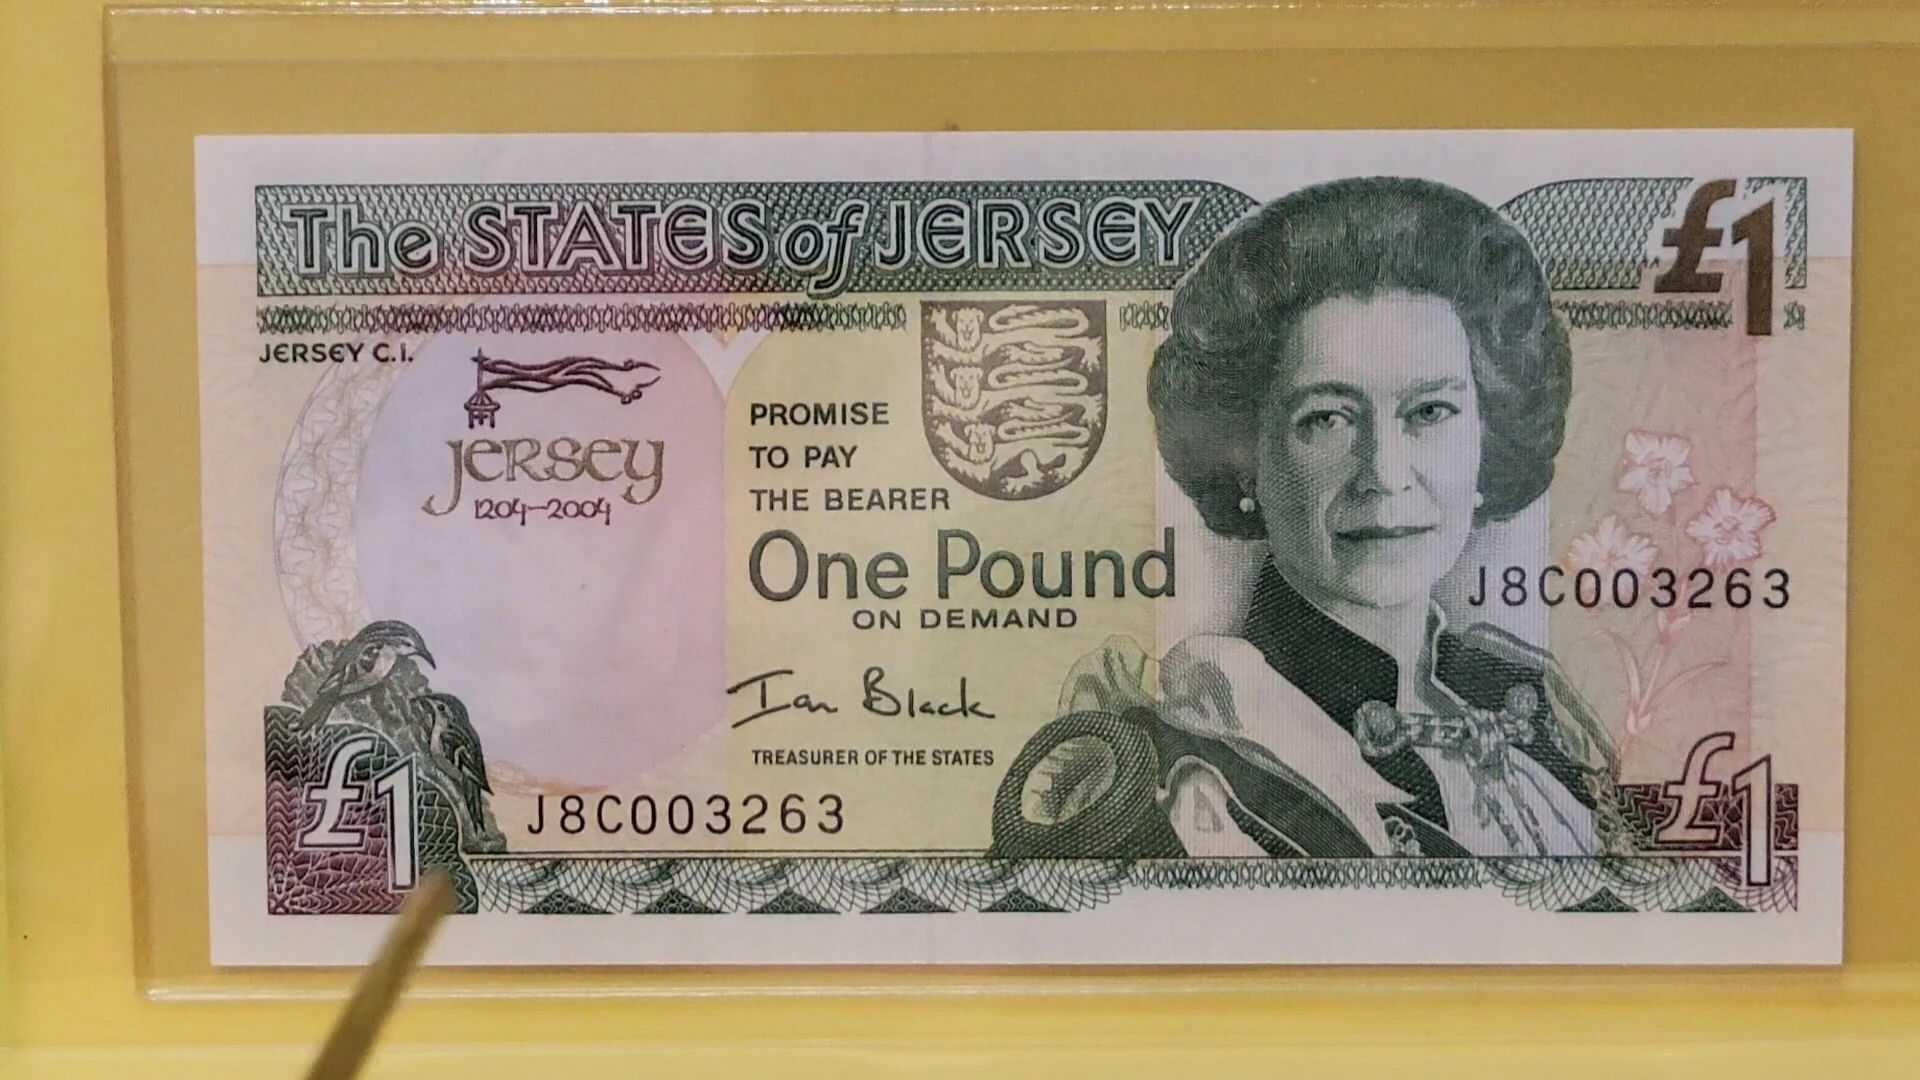 The STATES of JERSEY
£1
JERSEY C.I.
jersey
1204-2004
PROMISE
TO PAY
THE BEARER
One Pound
ON DEMAND
J8C003263
Ian Black
TREASURER OF THE STATES
£1
J8C003263
£1